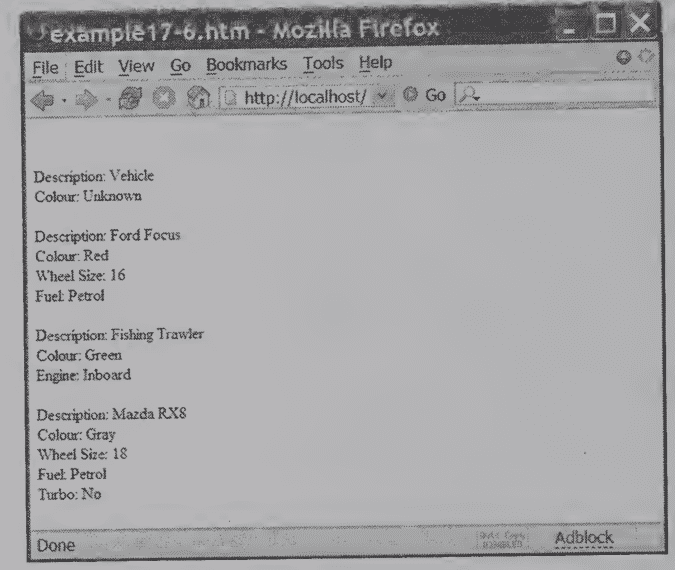 example17-6.htm - Mozilla Firefox
File Edit View Go Bookmarks Tools Help
http://localhost/ Go
Description: Vehicle
Colour: Unknown
Description: Ford Focus
Colour: Red
Wheel Size: 16
Fuel: Petrol
Description: Fishing Trawler
Colour: Green
Engine: Inboard
Description: Mazda RX8
Colour: Gray
Wheel Size: 18
Fuel: Petrol
Turbo: No
Done Adblock